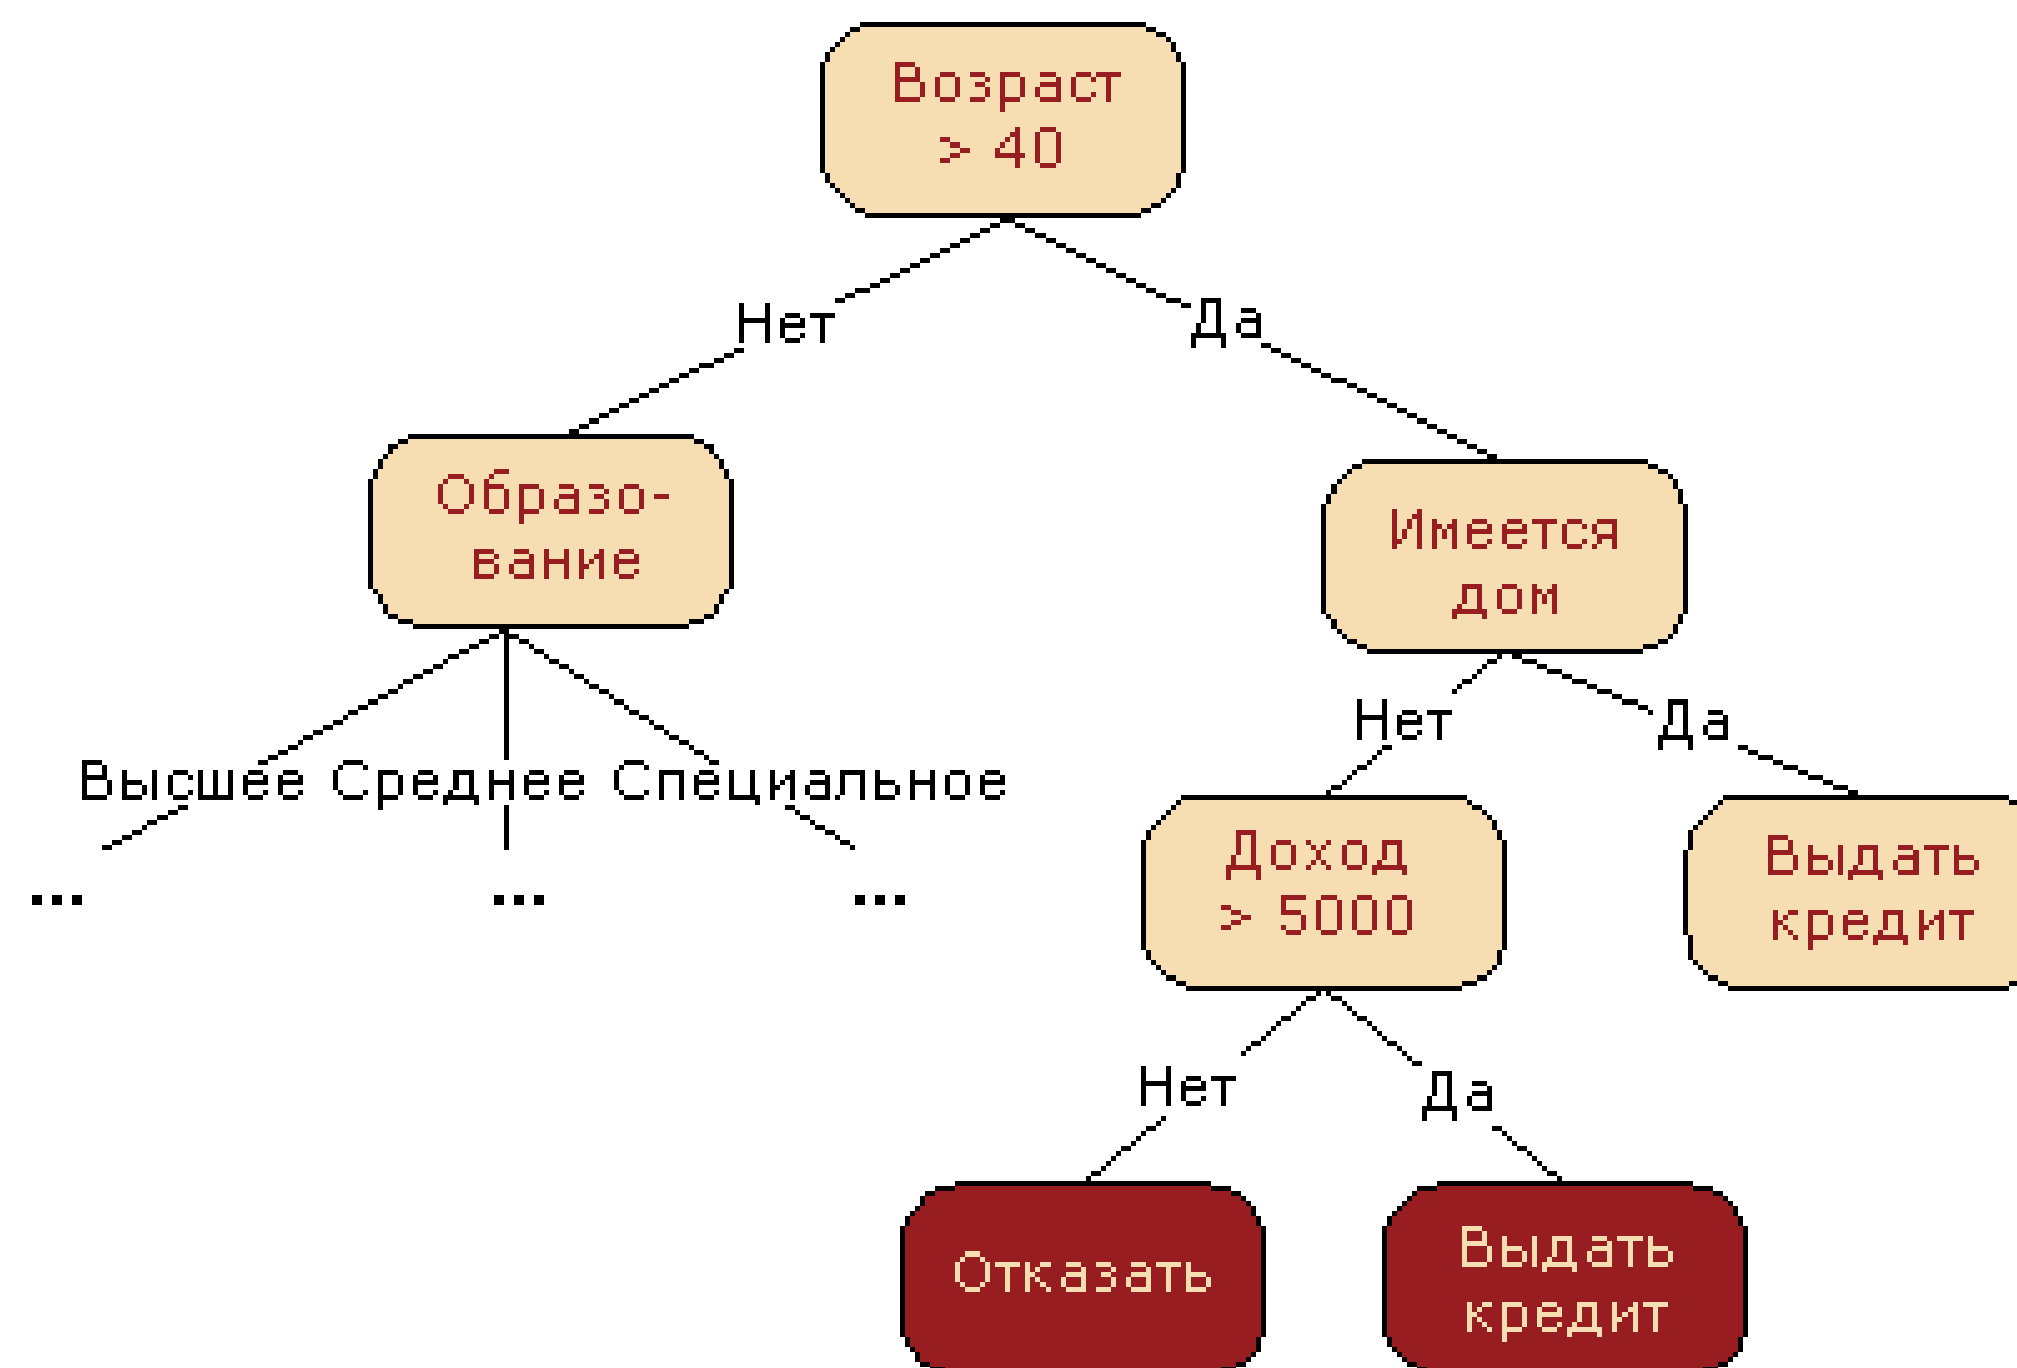 Возраст
> 40
Нет
Да
Образо-
вание
Имеется
дом
Нет
Да
Высшее Среднее Специальное
Доход
> 5000
Выдать
кредит
... ... ...
Нет
Да
Отказать
Выдать
кредит